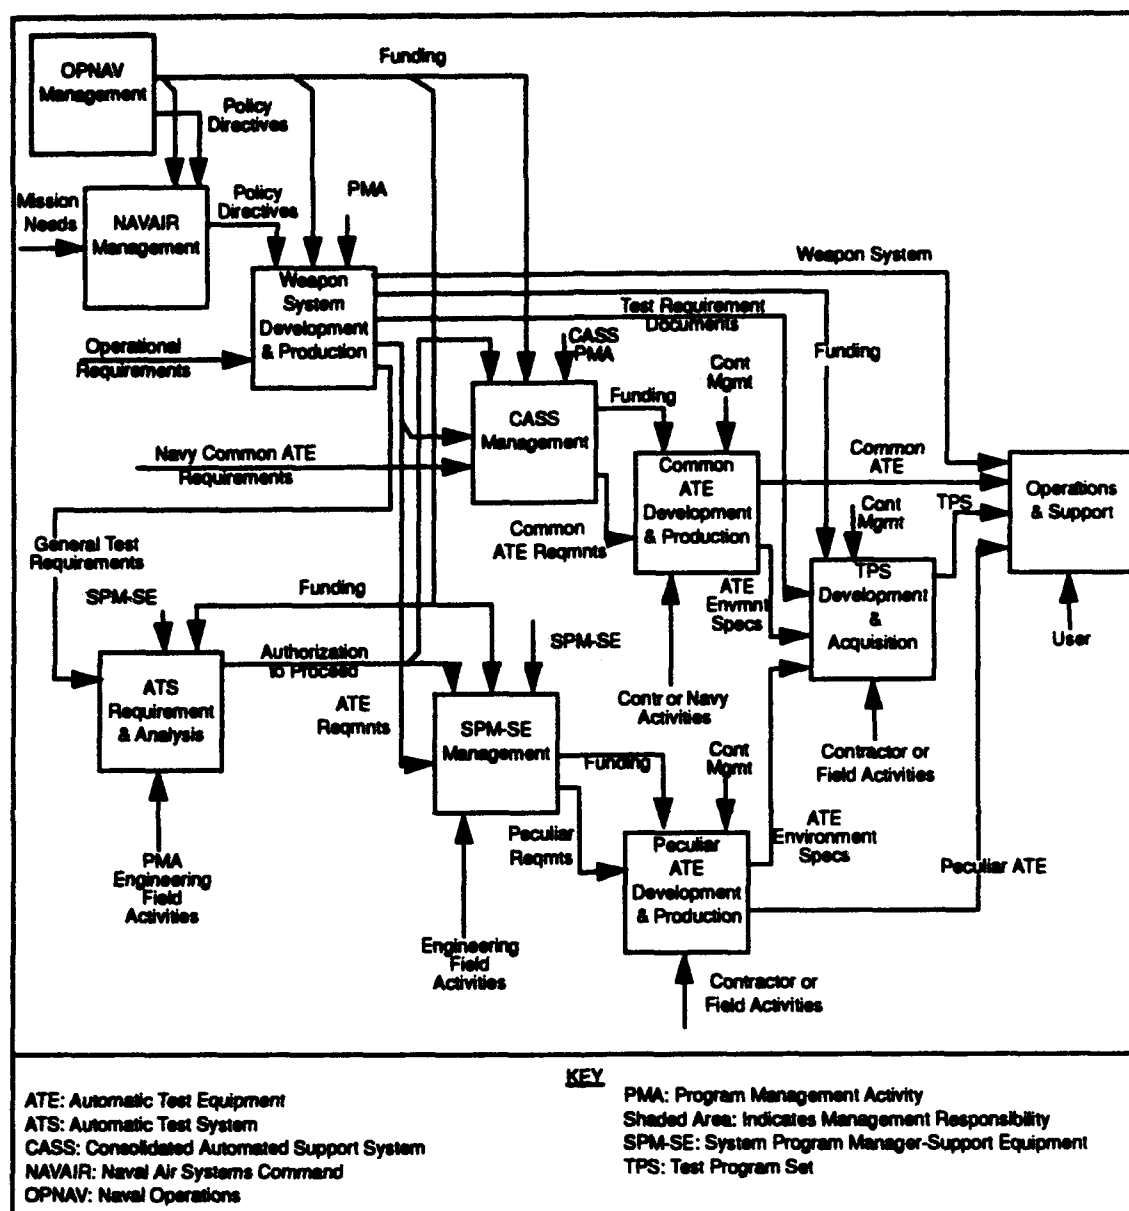 Funding
OPNAV
Management
Policy
Directives
Mission
Needs
NAVAIR
Management
Policy
Directives
PMA
Weapon System
Weapon
System
Development
& Production
Test Requirement
Documents
Funding
Operational
Requirements
CASS
PMA
Cont
Mgmt
Funding
CASS
Management
Navy Common ATE
Requirements
Common
ATE
Development
& Production
Common
ATE
Operations
& Support
TPS
Cont
Mgmt
Common
ATE Reqmnts
General Test
Requirements
SPM-SE
Funding
ATE
Envmnt
Specs
TPS
Development
&
Acquisition
User
SPM-SE
Authorization
to Proceed
ATS
Requirement
& Analysis
ATE
Reqmnts
SPM-SE
Management
Contr or Navy
Activities
Funding
Cont
Mgmt
Contractor or
Field Activities
Peculiar
Reqmts
Peculiar
ATE
Development
& Production
ATE
Environment
Specs
Peculiar ATE
PMA
Engineering
Field
Activities
Engineering
Field
Activities
Contractor or
Field Activities
KEY
ATE: Automatic Test Equipment
ATS: Automatic Test System
CASS: Consolidated Automated Support System
NAVAIR: Naval Air Systems Command
OPNAV: Naval Operations
PMA: Program Management Activity
Shaded Area: Indicates Management Responsibility
SPM-SE: System Program Manager-Support Equipment
TPS: Test Program Set